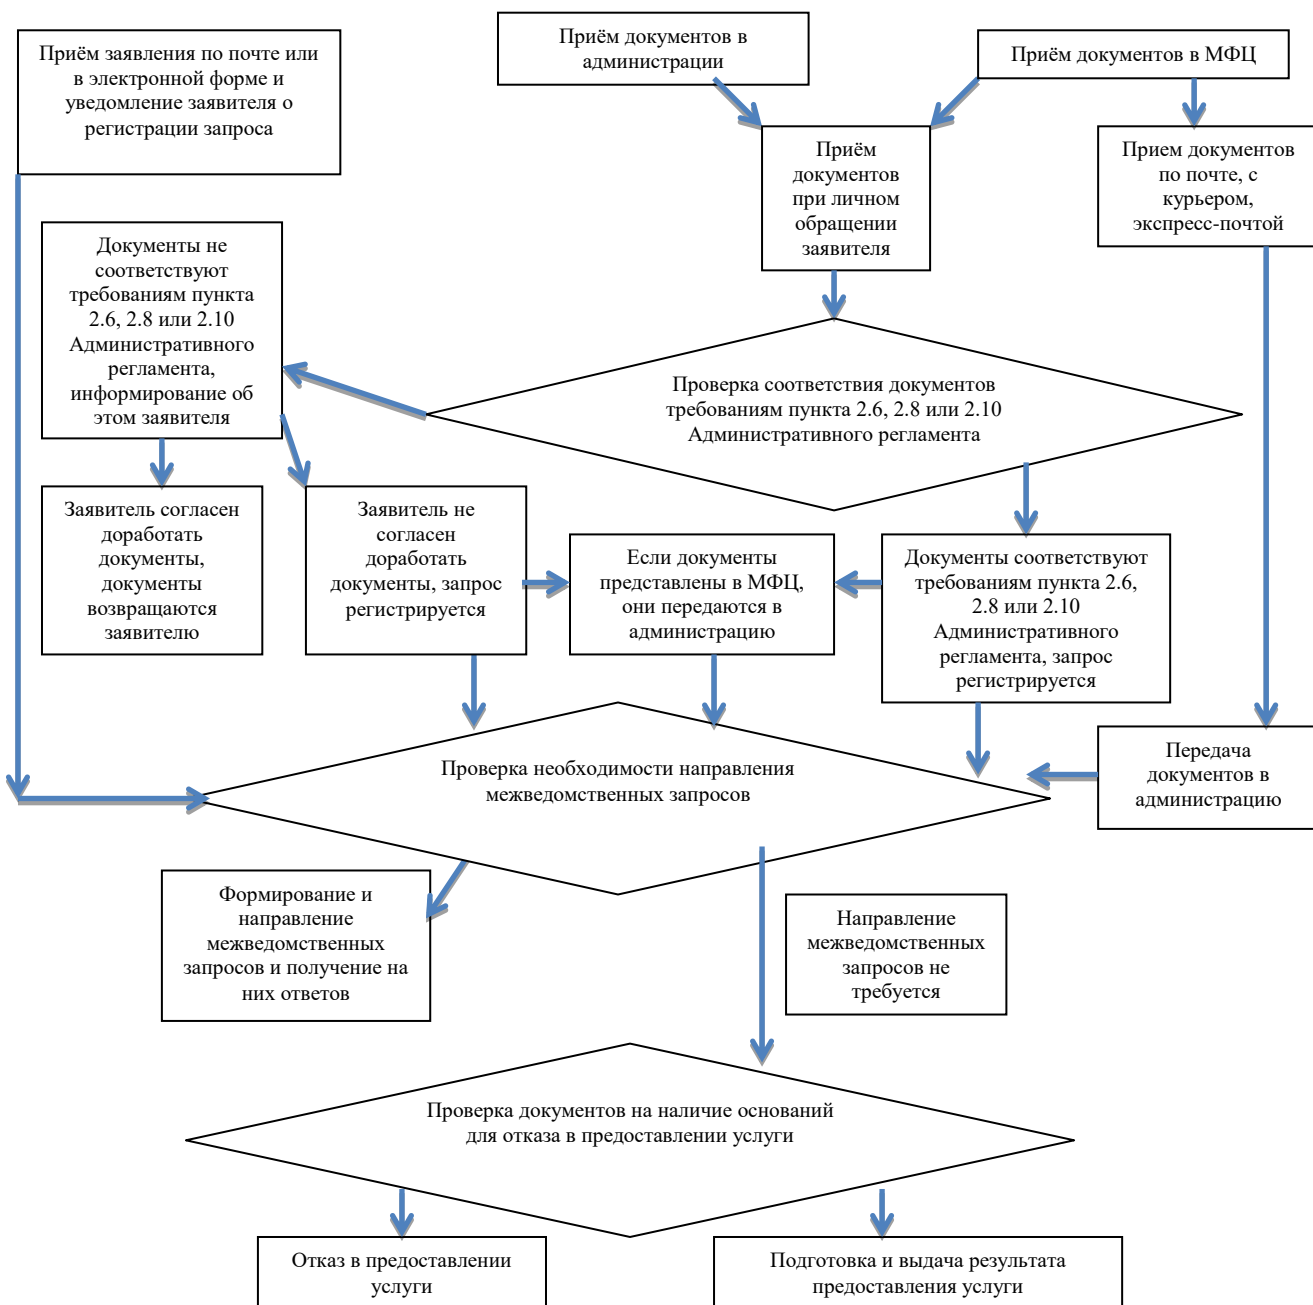 Приём заявления по почте или
в электронной форме и
уведомление заявителя о
регистрации запроса
Приём документов в
администрации
Приём документов в МФЦ
Приём
документов
при личном
обращении
заявителя
Прием документов
по почте, с
курьером,
экспресс-почтой
Документы не
соответствуют
требованиям пункта
2.6, 2.8 или 2.10
Административного
регламента,
информирование об
этом заявителя
Проверка соответствия документов
требованиям пункта 2.6, 2.8 или 2.10
Административного регламента
Заявитель согласен
доработать
документы,
документы
возвращаются
заявителю
Заявитель не
согласен
доработать
документы, запрос
регистрируется
Если документы
представлены в МФЦ,
они передаются в
администрацию
Документы соответствуют
требованиям пункта 2.6,
2.8 или 2.10
Административного
регламента, запрос
регистрируется
Проверка необходимости направления
межведомственных запросов
Передача
документов в
администрацию
Формирование и
направление
межведомственных
запросов и получение на
них ответов
Направление
межведомственных
запросов не
требуется
Проверка документов на наличие оснований
для отказа в предоставлении услуги
Отказ в предоставлении
услуги
Подготовка и выдача результата
предоставления услуги